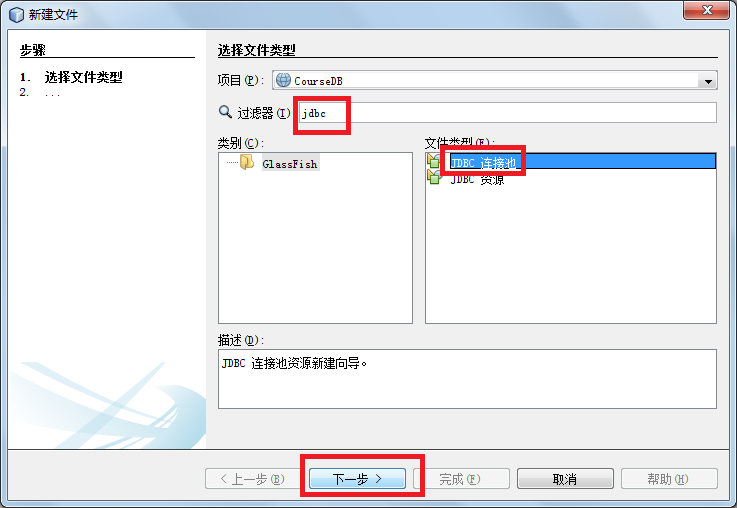 新建文件
步骤
1. 选择文件类型
2. ...
选择文件类型
项目(P): CourseDB
过滤器(I) jdbc
类别(C):
GlassFish
文件类型(F):
JDBC 连接池
JDBC 资源
描述(D):
JDBC 连接池资源新建向导。
< 上一步(B)
下一步 >
完成(F)
取消
帮助(H)